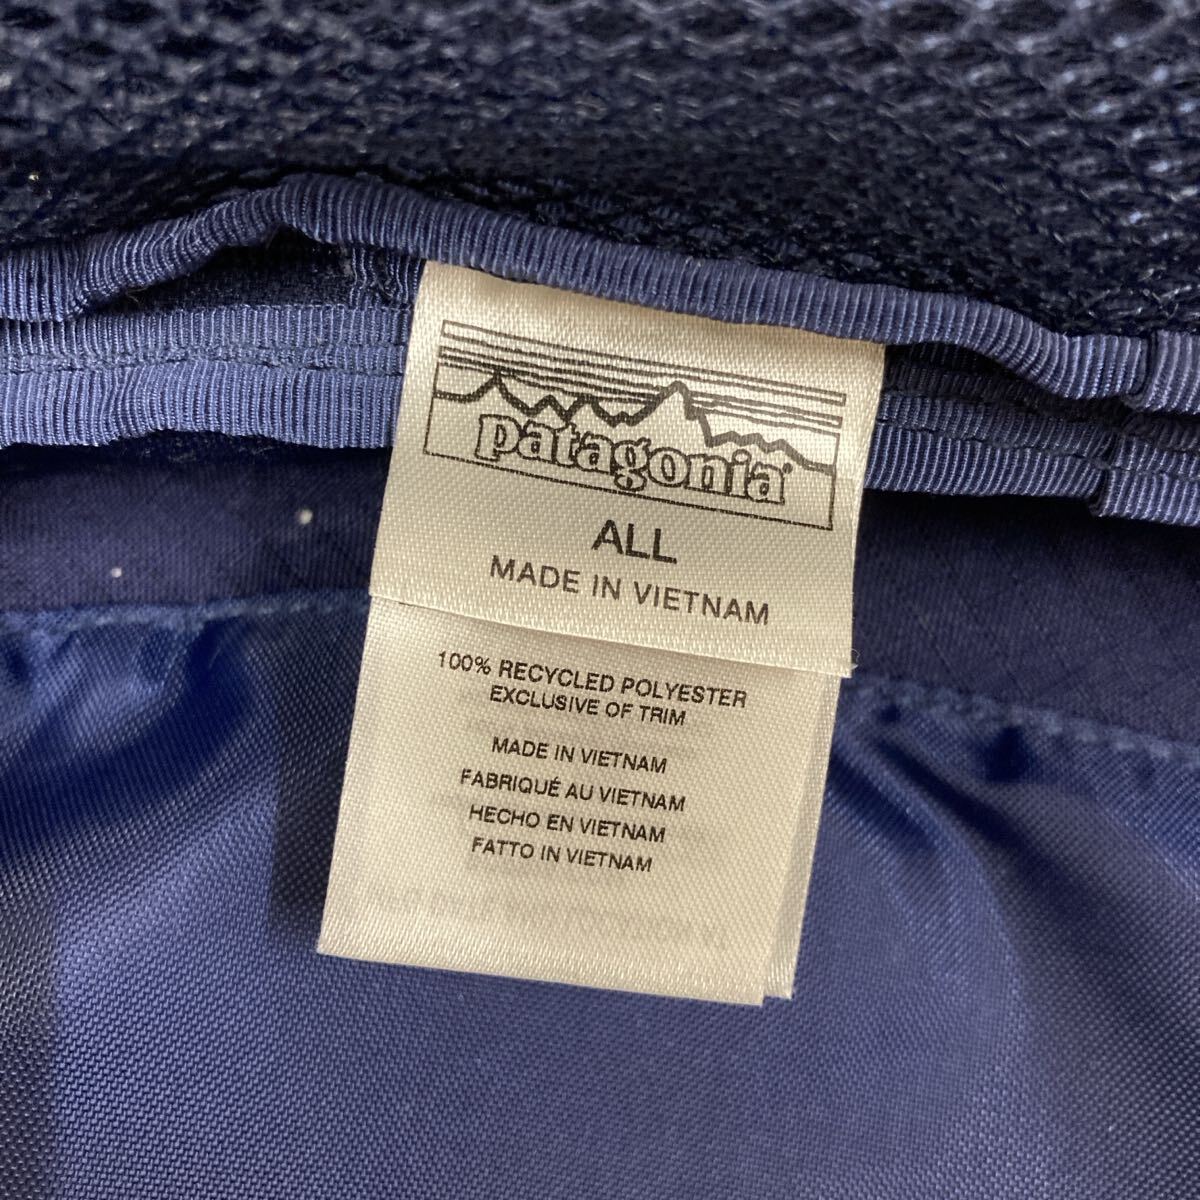 patagonia
ALL
MADE IN VIETNAM
100% RECYCLED POLYESTER
EXCLUSIVE OF TRIM
MADE IN VIETNAM
FABRIQUÉ AU VIETNAM
HECHO EN VIETNAM
FATTO IN VIETNAM